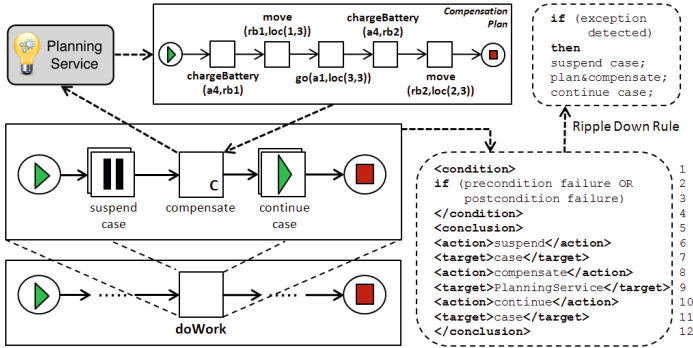 Planning
Service
Compensation
Plan
move
(rb1,loc(1,3))
chargeBattery
(a4,rb2)
chargeBattery
(a4,rb1)
go(a1,loc(3,3))
move
(rb2,loc(2,3))
if (exception
detected)
then
suspend case;
plan&compensate;
continue case;
Ripple Down Rule
C
suspend
case
compensate
continue
case
doWork
<condition> 1
if (precondition failure OR 2
postcondition failure) 3
</condition> 4
<conclusion> 5
<action>suspend</action> 6
<target>case</target> 7
<action>compensate</action> 8
<target>PlanningService</target> 9
<action>continue</action> 10
<target>case</target> 11
</conclusion> 12